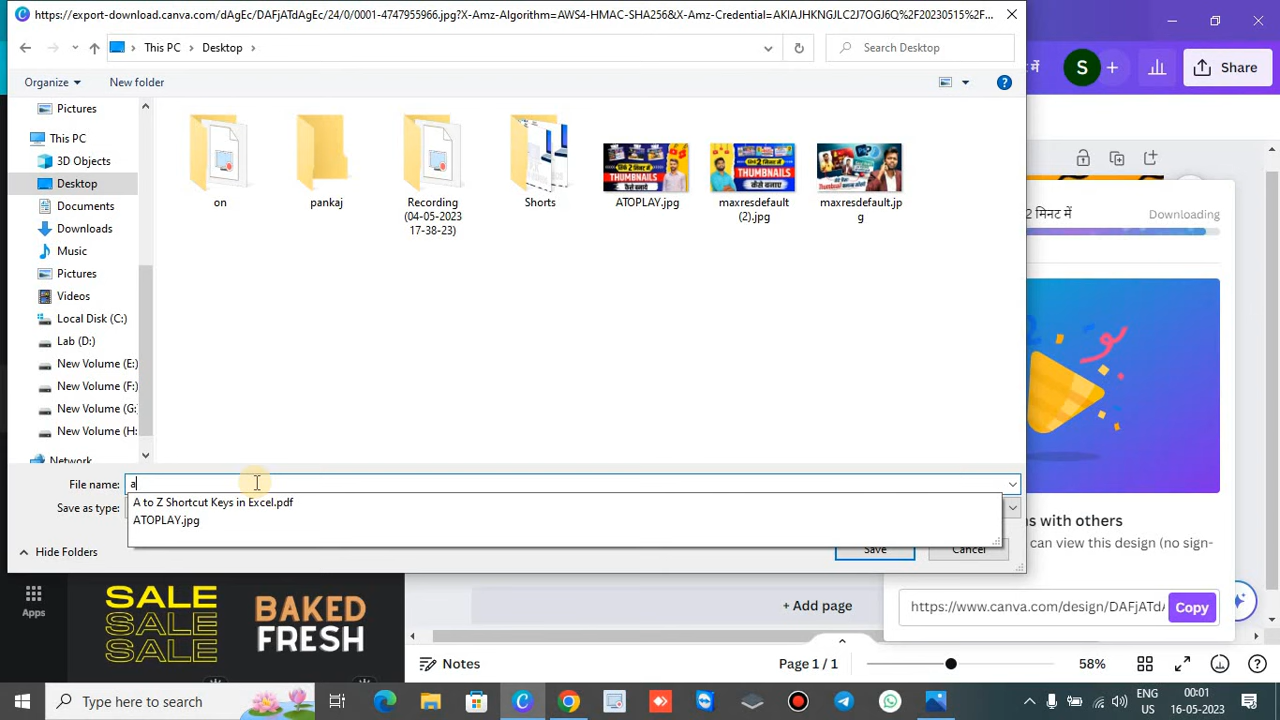 https://export-download.canva.com/dAgEc/DAFjATdAgEc/24/0/0001-4747955966.jpg?X-Amz-Algorithm=AWS4-HMAC-SHA256&X-Amz-Credential=AKIAJHKNGJLC2J7OGJ6Q%2F20230515%2F...
This PC
Desktop
Search Desktop
में
S
Share
Organize
New folder
Pictures
This PC
3D Objects
Desktop
Documents
Downloads
Music
Pictures
Videos
Local Disk (C:)
Lab (D:)
New Volume (E:)
New Volume (F:)
New Volume (G:
New Volume (H:
Network
THUMBNAILS
THUMBNAILS
on
pankaj
Recording
(04-05-2023
17-38-23)
Shorts
ATOPLAY.jpg
maxresdefault
(2).jpg
maxresdefault.jp
g
2 मिनट में
Downloading
File name:
a
A to Z Shortcut Keys in Excel.pdf
ATOPLAY.jpg
Save as type:
Hide Folders
Save
Cancel
ns with others
can view this design (no sign-
https://www.canva.com/design/DAFjATdA
Copy
Apps
SALE
SALE
SALE
BAKED
FRESH
+ Add page
Notes
Page 1 / 1
58%
Type here to search
ENG
US
00:01
16-05-2023